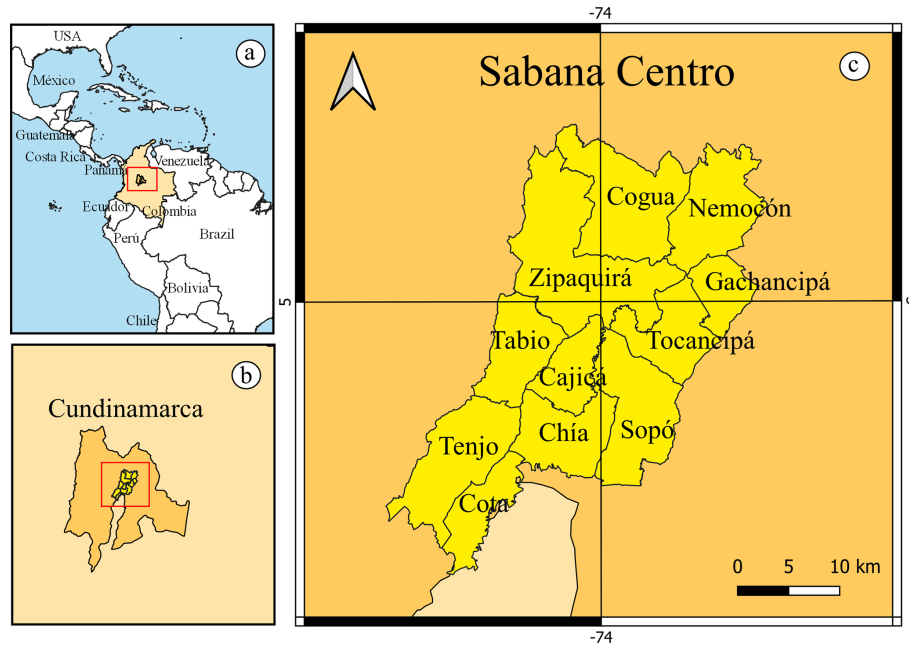 USA
a
México
Guatemala
Costa Rica
Panamá
Venezuela
Ecuador
Colombia
Perú
Brazil
Bolivia
Chile
b
Cundinamarca
-74
Sabana Centro
c
Cogua
Nemocón
Zipaquirá
Gachancipá
5
Tabio
Tocancipá
Cajicá
Chía
Sopó
Tenjo
Cota
0 5 10 km
-74